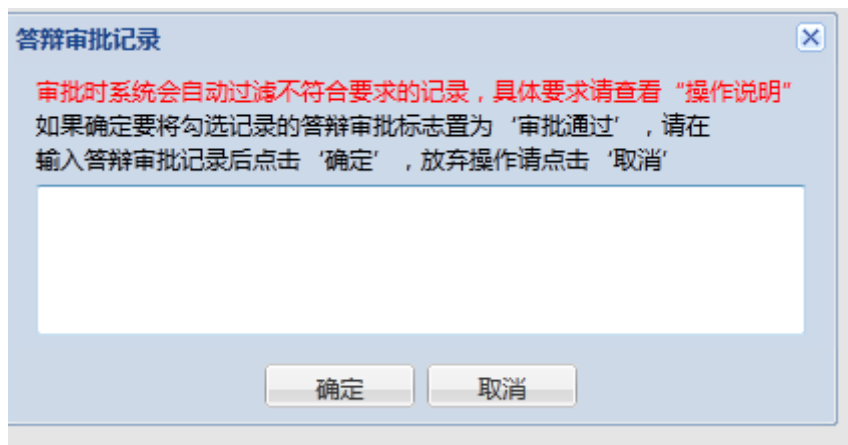 答辩审批记录
审批时系统会自动过滤不符合要求的记录，具体要求请查看“操作说明”
如果确定要将勾选记录的答辩审批标志置为‘审批通过’，请在
输入答辩审批记录后点击‘确定’，放弃操作请点击‘取消’
确定 取消